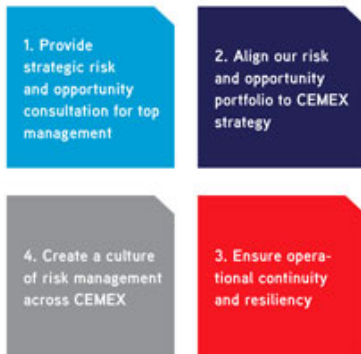 1. Provide
strategic risk
and opportunity
consultation for top
management
2. Align our risk
and opportunity
portfolio to CEMEX
strategy
3. Ensure opera-
tional continuity
and resiliency
4. Create a culture
of risk management
across CEMEX